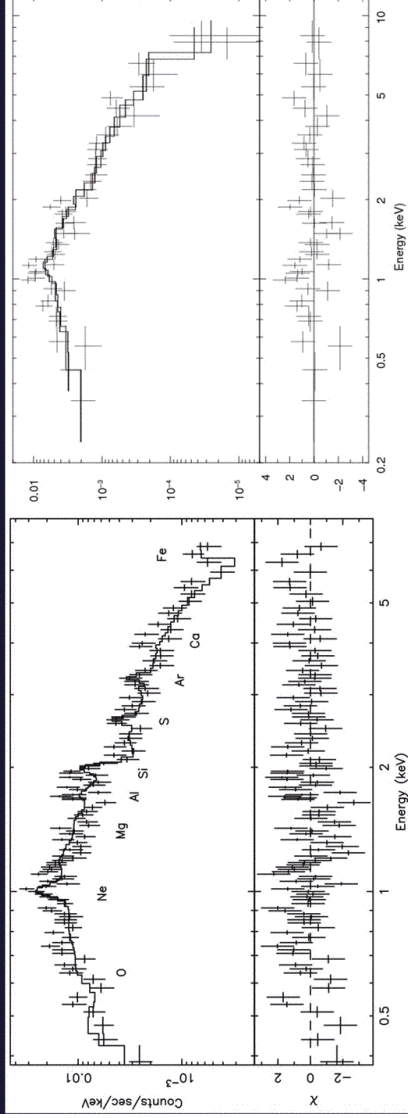 Counts/sec/keV
0.01
10⁻³
O
Ne
Mg
Al
Si
S
Ar
Ca
Fe
χ
2
0
−2
0.5 1 2 5
Energy (keV)
0.01
10⁻³
10⁻⁴
10⁻⁵
4
2
0
-2
-4
0.2 0.5 1 2 5 10
Energy (keV)